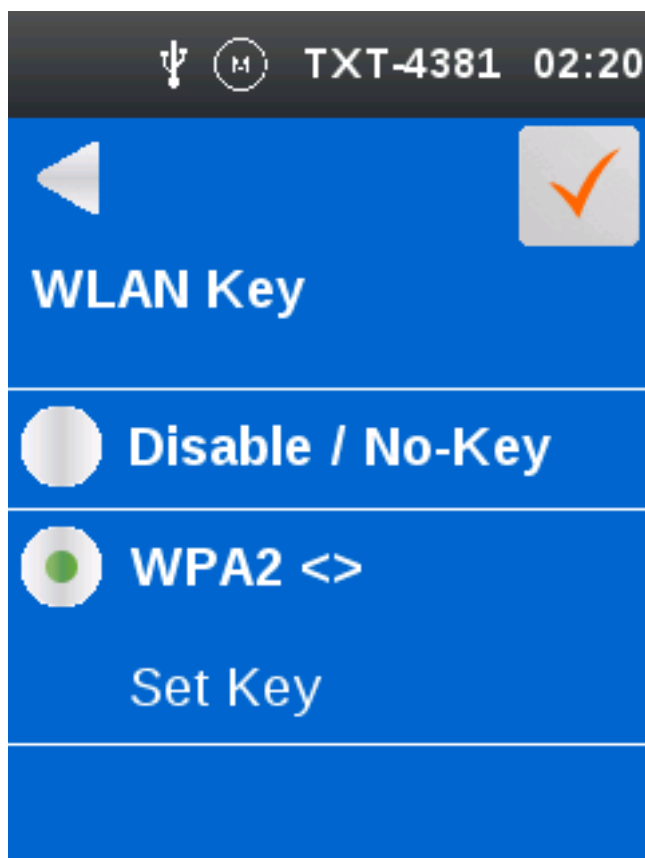 M TXT-4381 02:20
WLAN Key
Disable / No-Key
WPA2 <>
Set Key